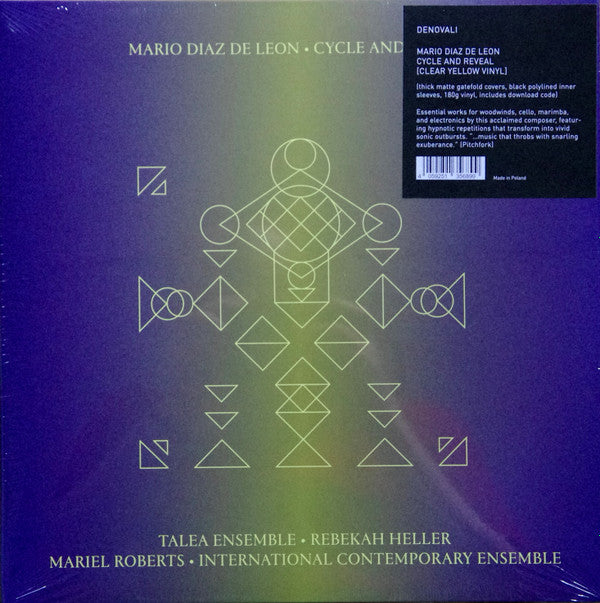 MARIO DIAZ DE LEON • CYCLE AND
DENOVALI
MARIO DIAZ DE LEON
CYCLE AND REVEAL
[CLEAR YELLOW VINYL]
(thick matte gatefold covers, black polylined inner
sleeves, 180g vinyl, includes download code)
Essential works for woodwinds, cello, marimba,
and electronics by this acclaimed composer, featur-
ing hypnotic repetitions that transform into vivid
sonic outbursts. "...music that throbs with snarling
exuberance." (Pitchfork)
Made in Poland
TALEA ENSEMBLE • REBEKAH HELLER
MARIEL ROBERTS • INTERNATIONAL CONTEMPORARY ENSEMBLE